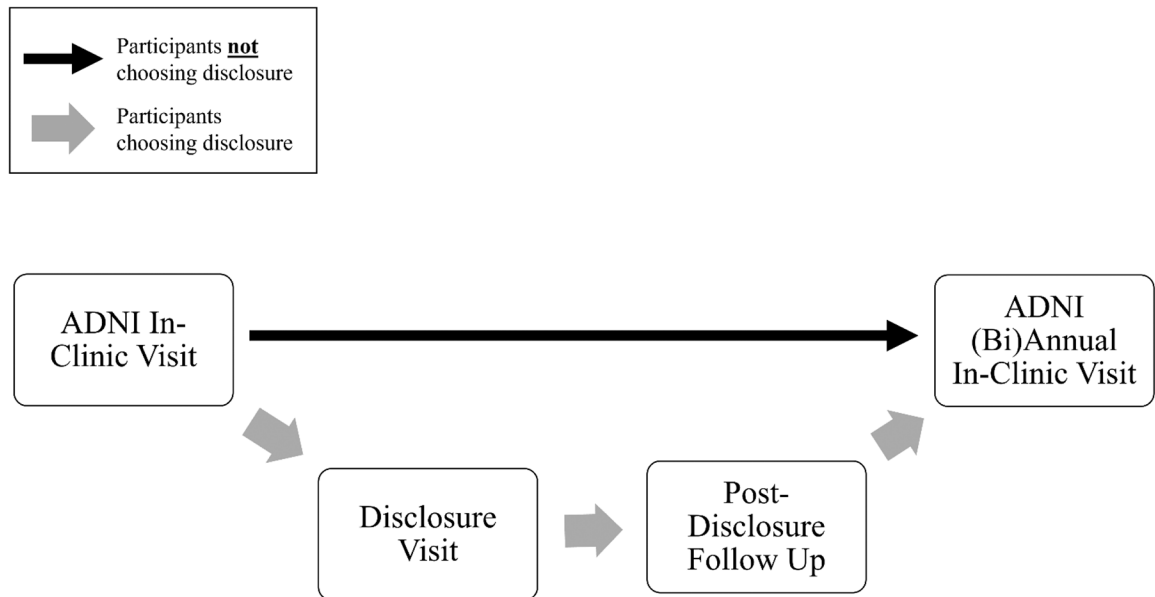 Participants not
choosing disclosure
Participants
choosing disclosure
ADNI In-
Clinic Visit
ADNI
(Bi)Annual
In-Clinic Visit
Disclosure
Visit
Post-
Disclosure
Follow Up